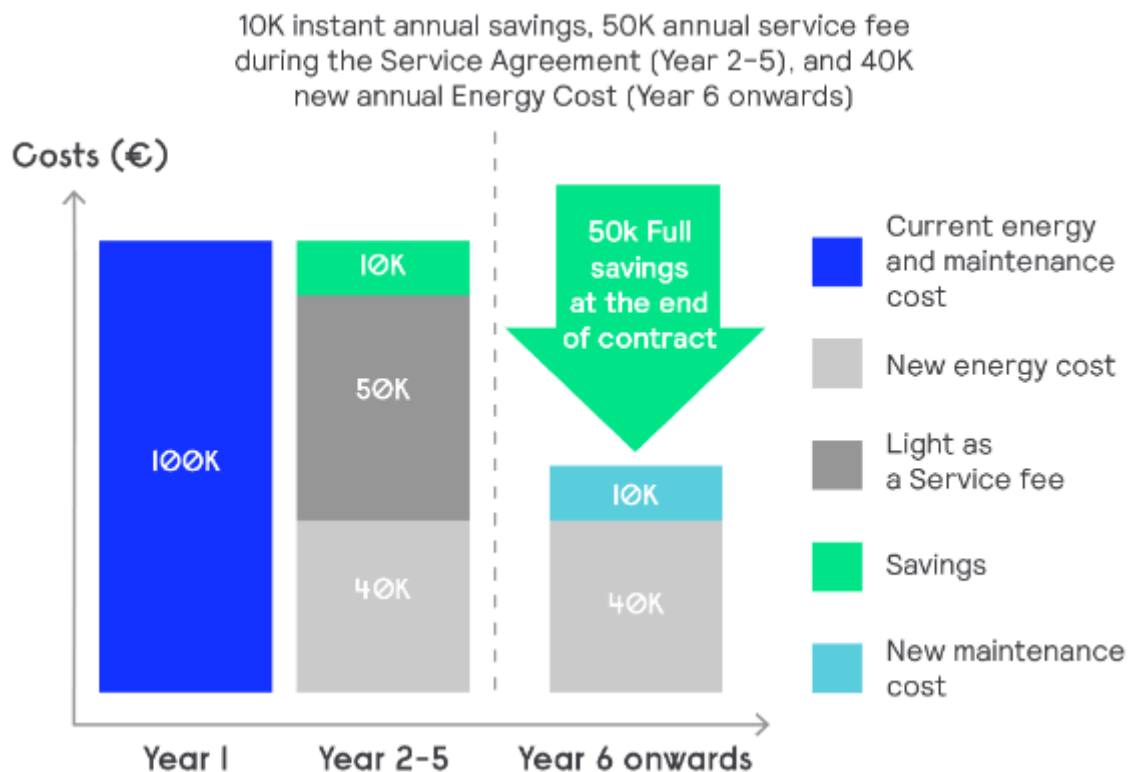 10K instant annual savings, 50K annual service fee
during the Service Agreement (Year 2-5), and 40K
new annual Energy Cost (Year 6 onwards)
Costs (€)
100K
10K
50K
40K
50k Full
savings
at the end
of contract
10K
40K
Year 1
Year 2-5
Year 6 onwards
Current energy
and maintenance
cost
New energy cost
Light as
a Service fee
Savings
New maintenance
cost